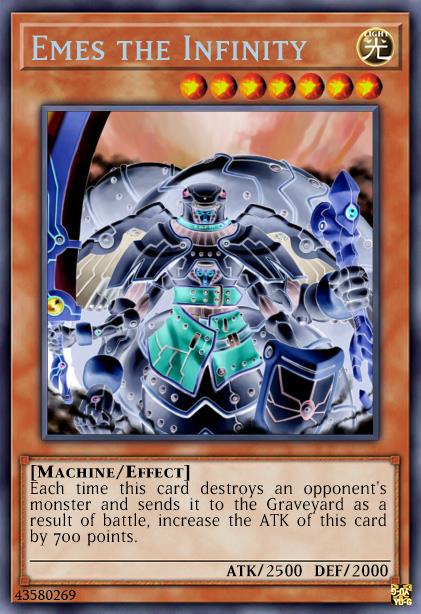 Emes the Infinity
LIGHT
光
[Machine/Effect]
Each time this card destroys an opponent's
monster and sends it to the Graveyard as a
result of battle, increase the ATK of this card
by 700 points.
ATK/2500 DEF/2000
43580269